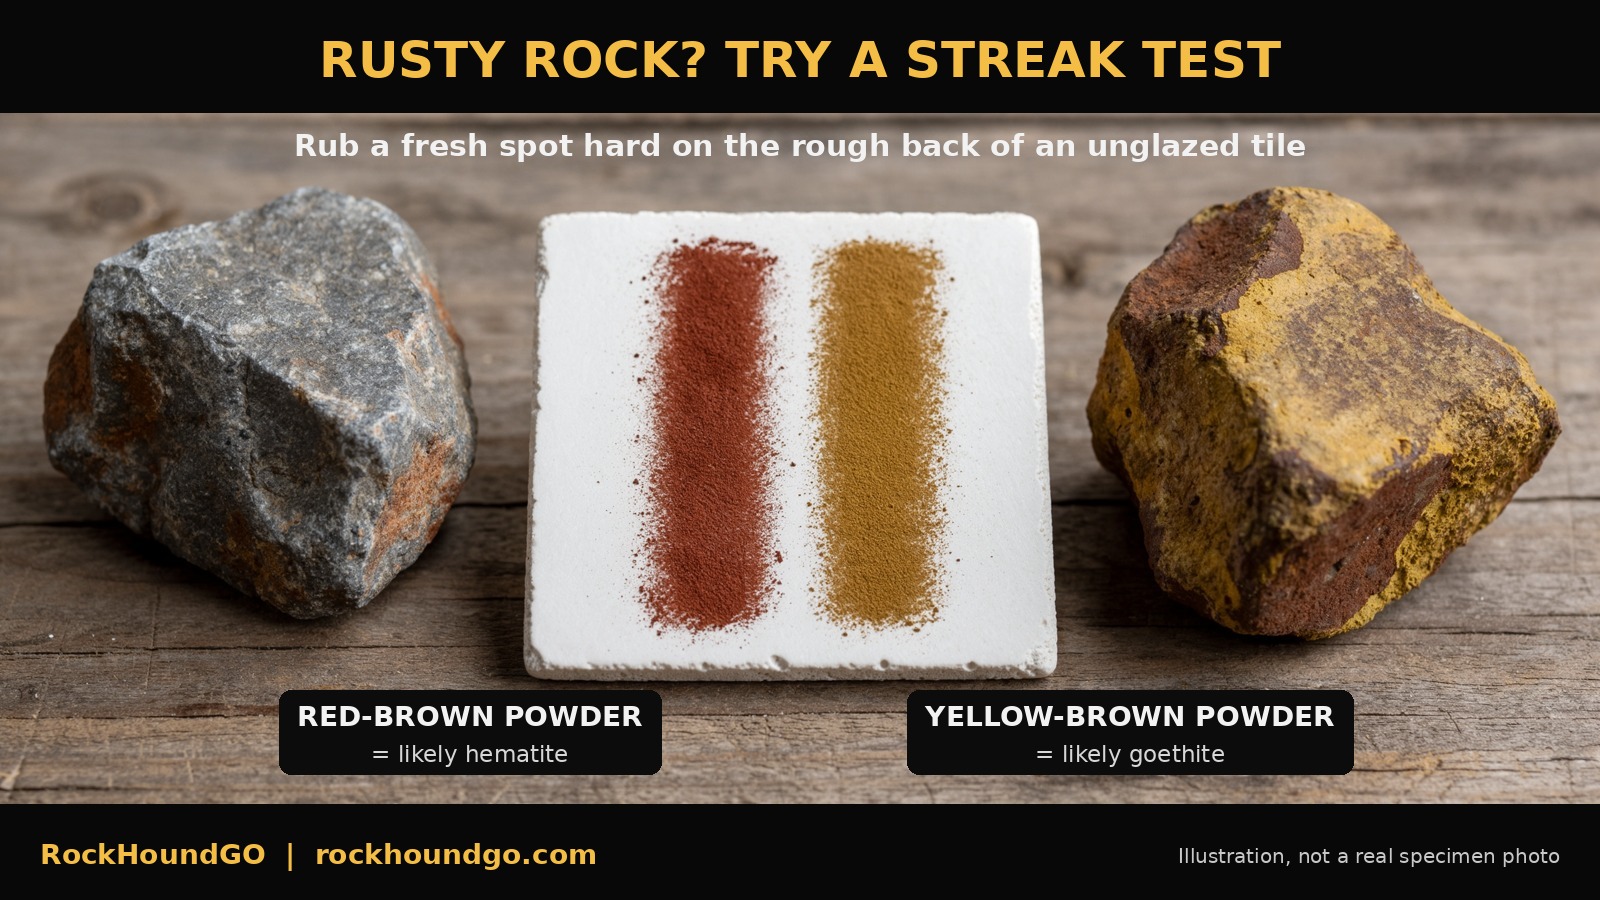 RUSTY ROCK? TRY A STREAK TEST
Rub a fresh spot hard on the rough back of an unglazed tile
RED-BROWN POWDER
= likely hematite
YELLOW-BROWN POWDER
= likely goethite
RockHoundGO | rockhoundgo.com
Illustration, not a real specimen photo